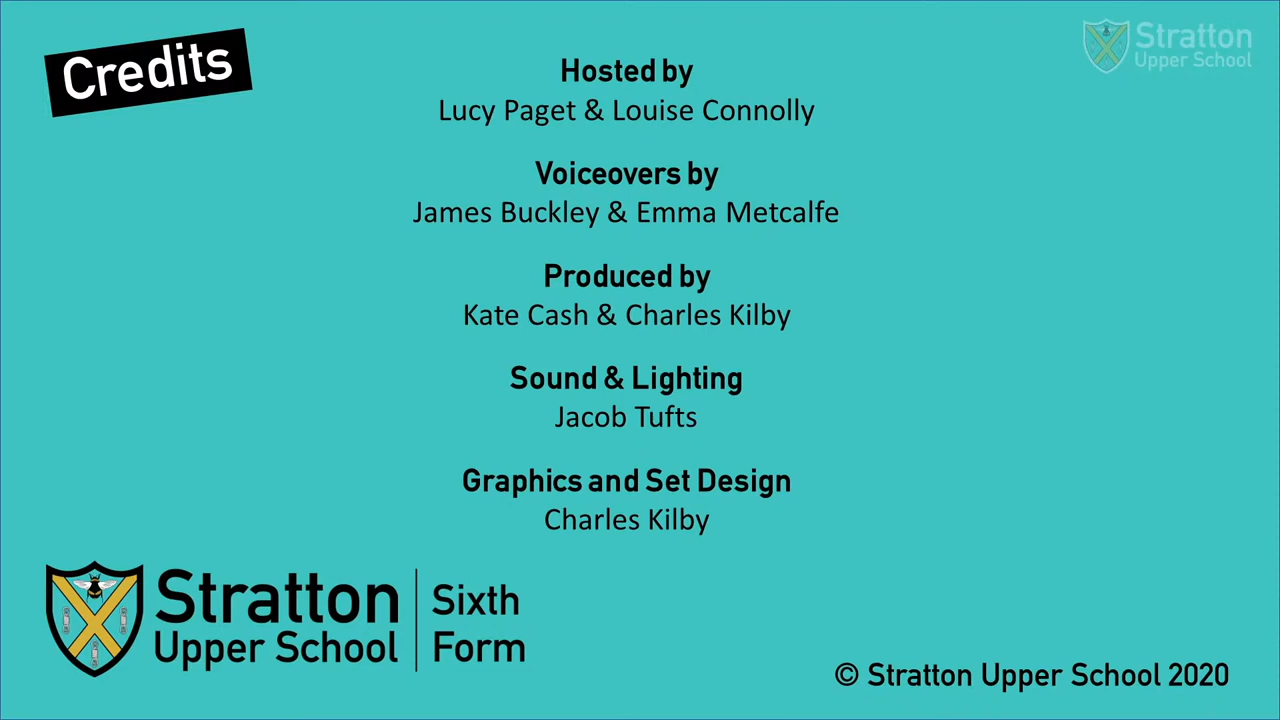 Credits
Stratton
Upper School
Hosted by
Lucy Paget & Louise Connolly
Voiceovers by
James Buckley & Emma Metcalfe
Produced by
Kate Cash & Charles Kilby
Sound & Lighting
Jacob Tufts
Graphics and Set Design
Charles Kilby
Stratton
Upper School
Sixth
Form
© Stratton Upper School 2020